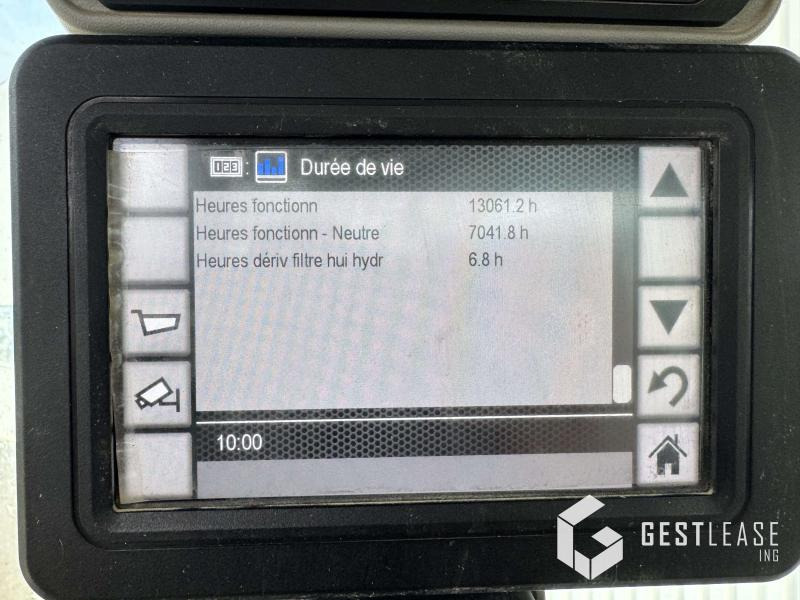 123 : Durée de vie
Heures fonctionn 13061.2 h
Heures fonctionn - Neutre 7041.8 h
Heures dériv filtre hui hydr 6.8 h
10:00
GESTLEASE
ING